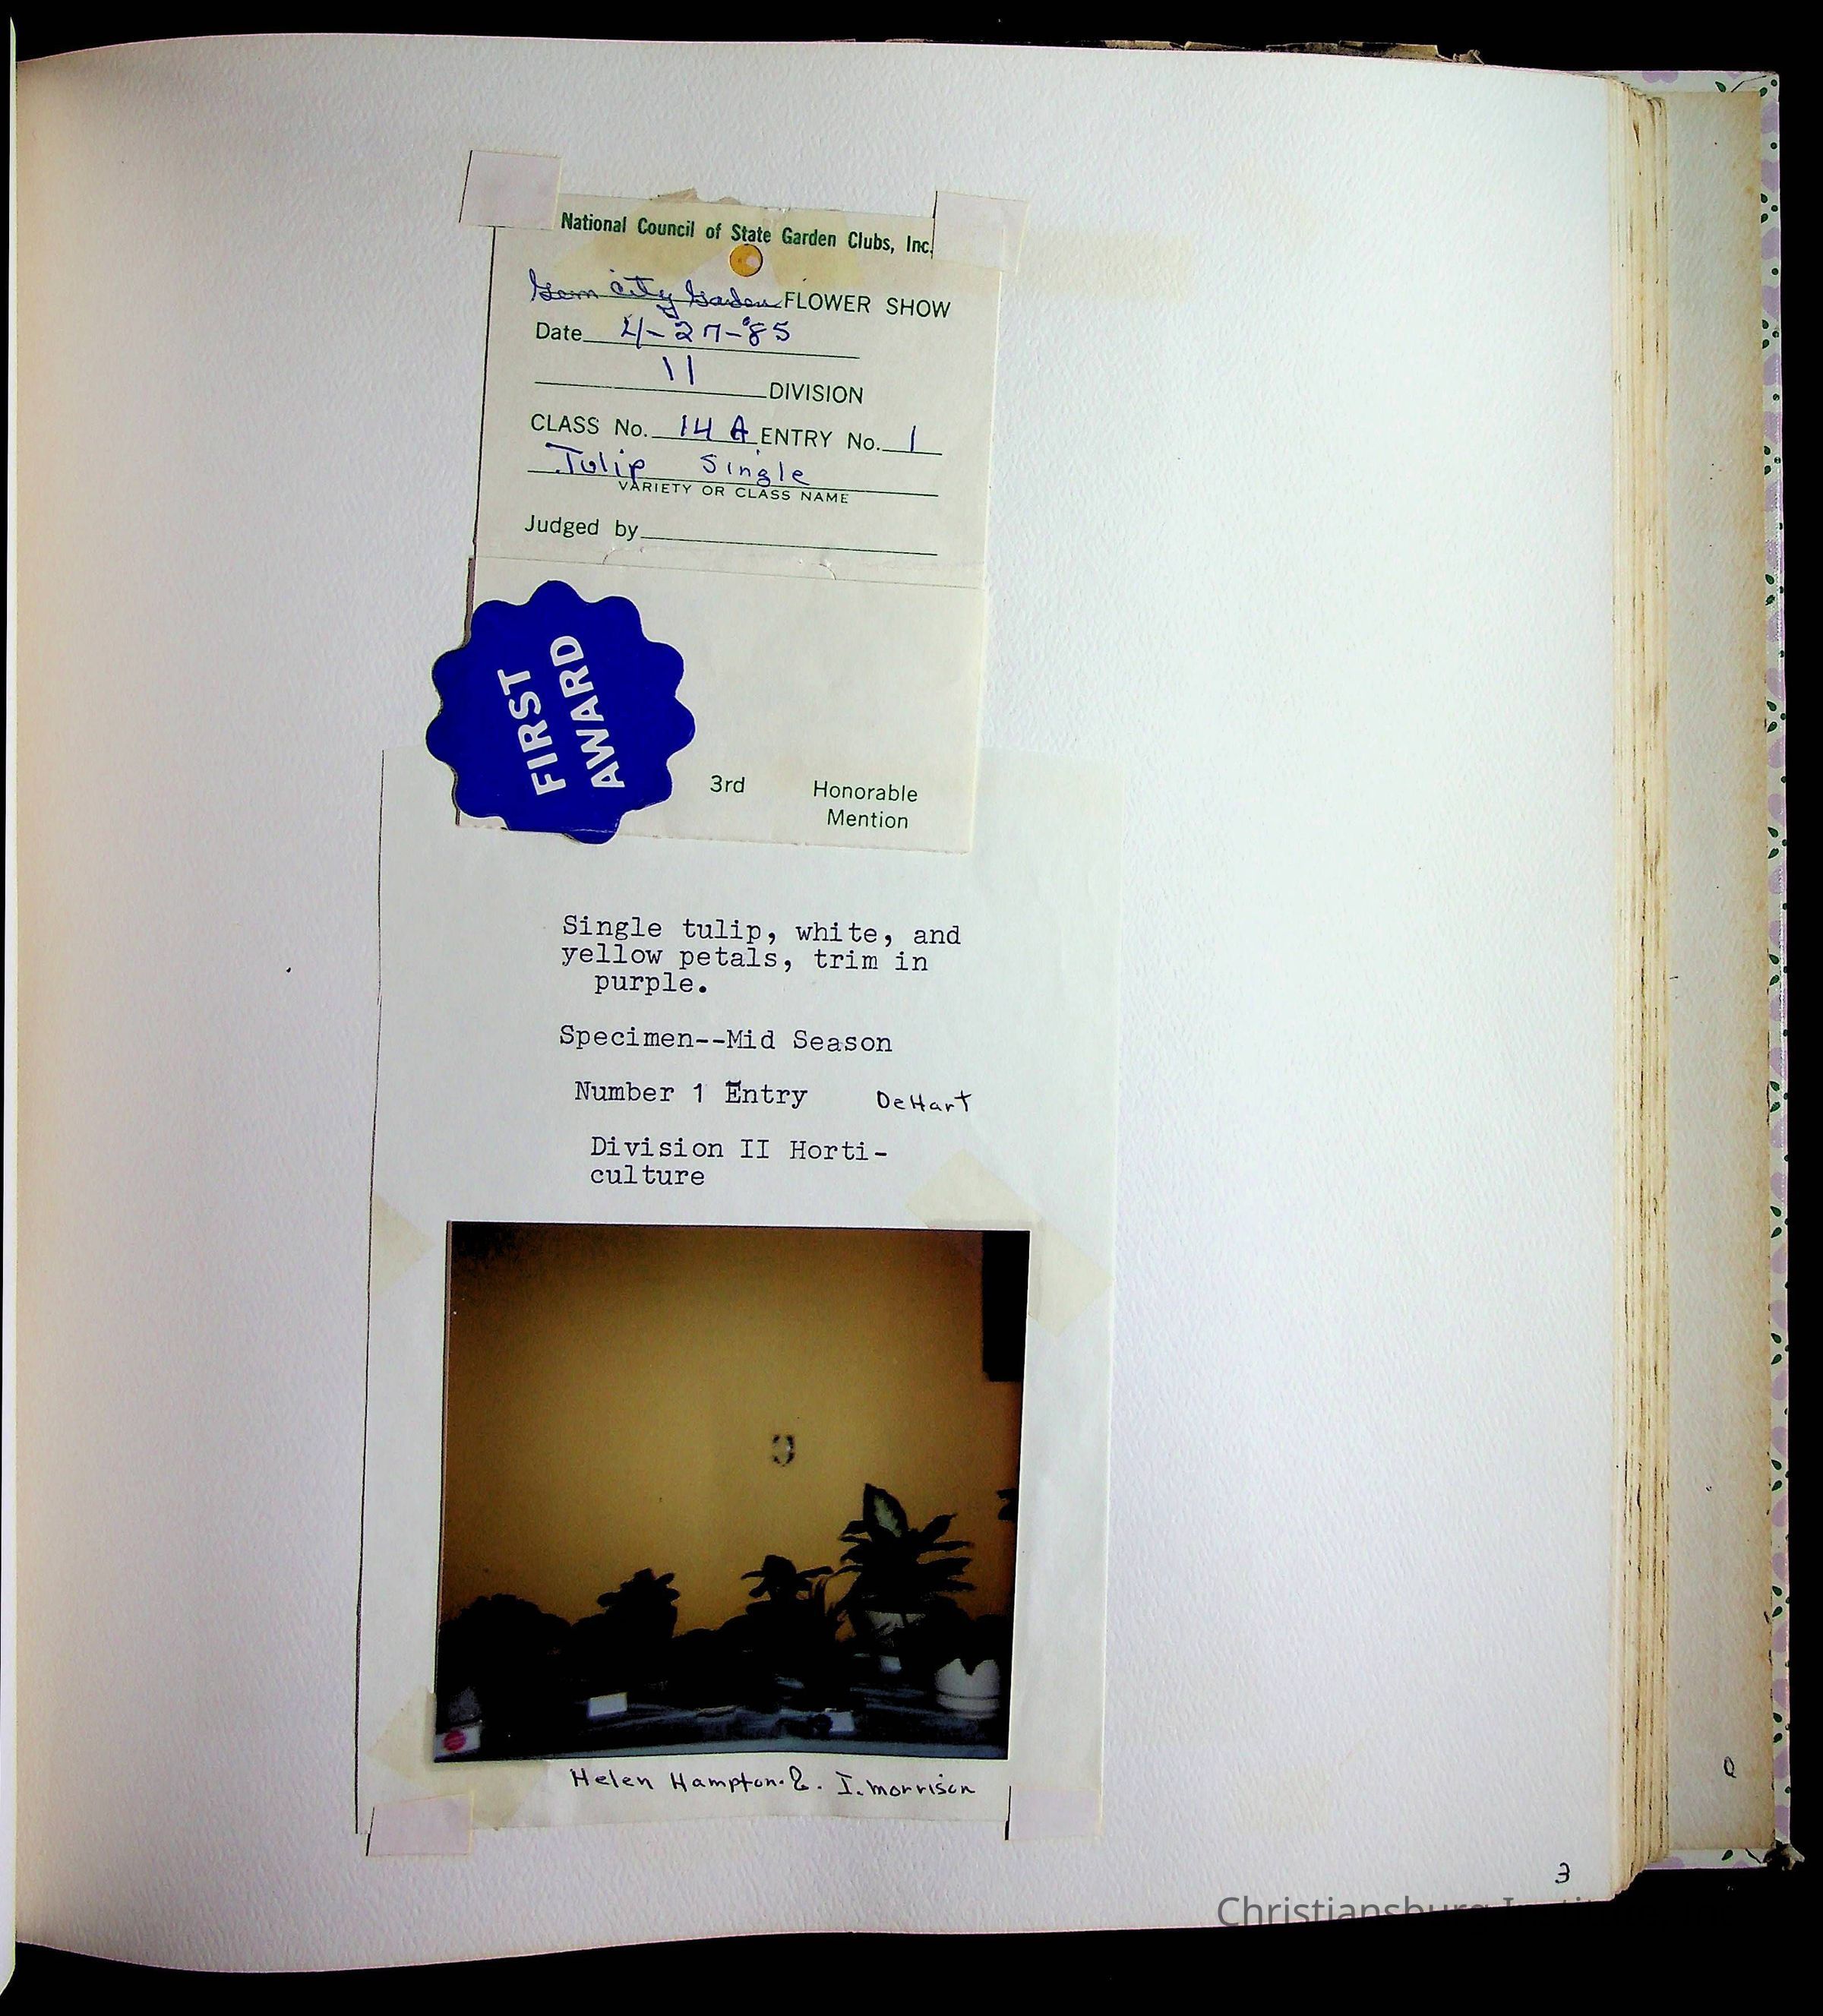 National Council of State Garden Clubs, Inc.
Gem city Garden FLOWER SHOW
Date 4-27-'85
11 DIVISION
CLASS No. 14 A ENTRY No. 1
Tulip Single
VARIETY OR CLASS NAME
Judged by
FIRST
AWARD
3rd Honorable
Mention
Single tulip, white, and
yellow petals, trim in
purple.
Specimen--Mid Season
Number 1 Entry DeHart
Division II Horti-
culture
Helen Hampton. &. I. morrison
3
Christiansburg